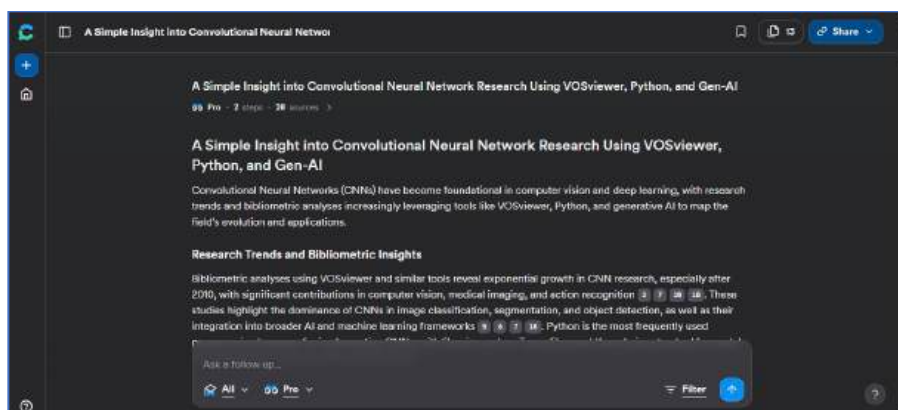 A Simple Insight into Convolutional Neural Networ
Share
A Simple Insight into Convolutional Neural Network Research Using VOSviewer, Python, and Gen-AI
Pro - 2 steps - 20 sources
A Simple Insight into Convolutional Neural Network Research Using VOSviewer,
Python, and Gen-AI
Convolutional Neural Networks (CNNs) have become foundational in computer vision and deep learning, with research
trends and bibliometric analyses increasingly leveraging tools like VOSviewer, Python, and generative AI to map the
field's evolution and applications.
Research Trends and Bibliometric Insights
Bibliometric analyses using VOSviewer and similar tools reveal exponential growth in CNN research, especially after
2010, with significant contributions in computer vision, medical imaging, and action recognition. These
studies highlight the dominance of CNNs in image classification, segmentation, and object detection, as well as their
integration into broader AI and machine learning frameworks. Python is the most frequently used
Ask a follow up...
All Pro Filter